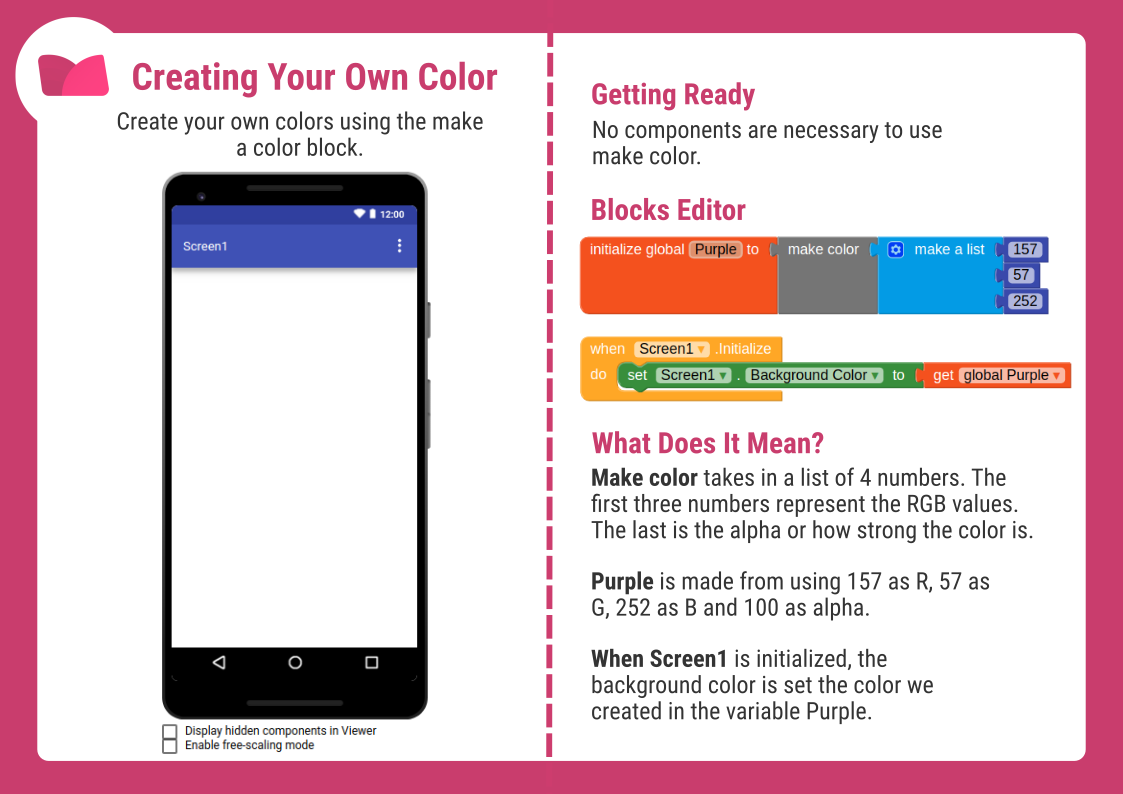 Creating Your Own Color
Create your own colors using the make
a color block.
12:00
Screen1
Display hidden components in Viewer
Enable free-scaling mode
Getting Ready
No components are necessary to use
make color.
Blocks Editor
initialize global Purple to make color make a list 157
57
252
when Screen1 .Initialize
do set Screen1 . Background Color to get global Purple
What Does It Mean?
Make color takes in a list of 4 numbers. The
first three numbers represent the RGB values.
The last is the alpha or how strong the color is.
Purple is made from using 157 as R, 57 as
G, 252 as B and 100 as alpha.
When Screen1 is initialized, the
background color is set the color we
created in the variable Purple.